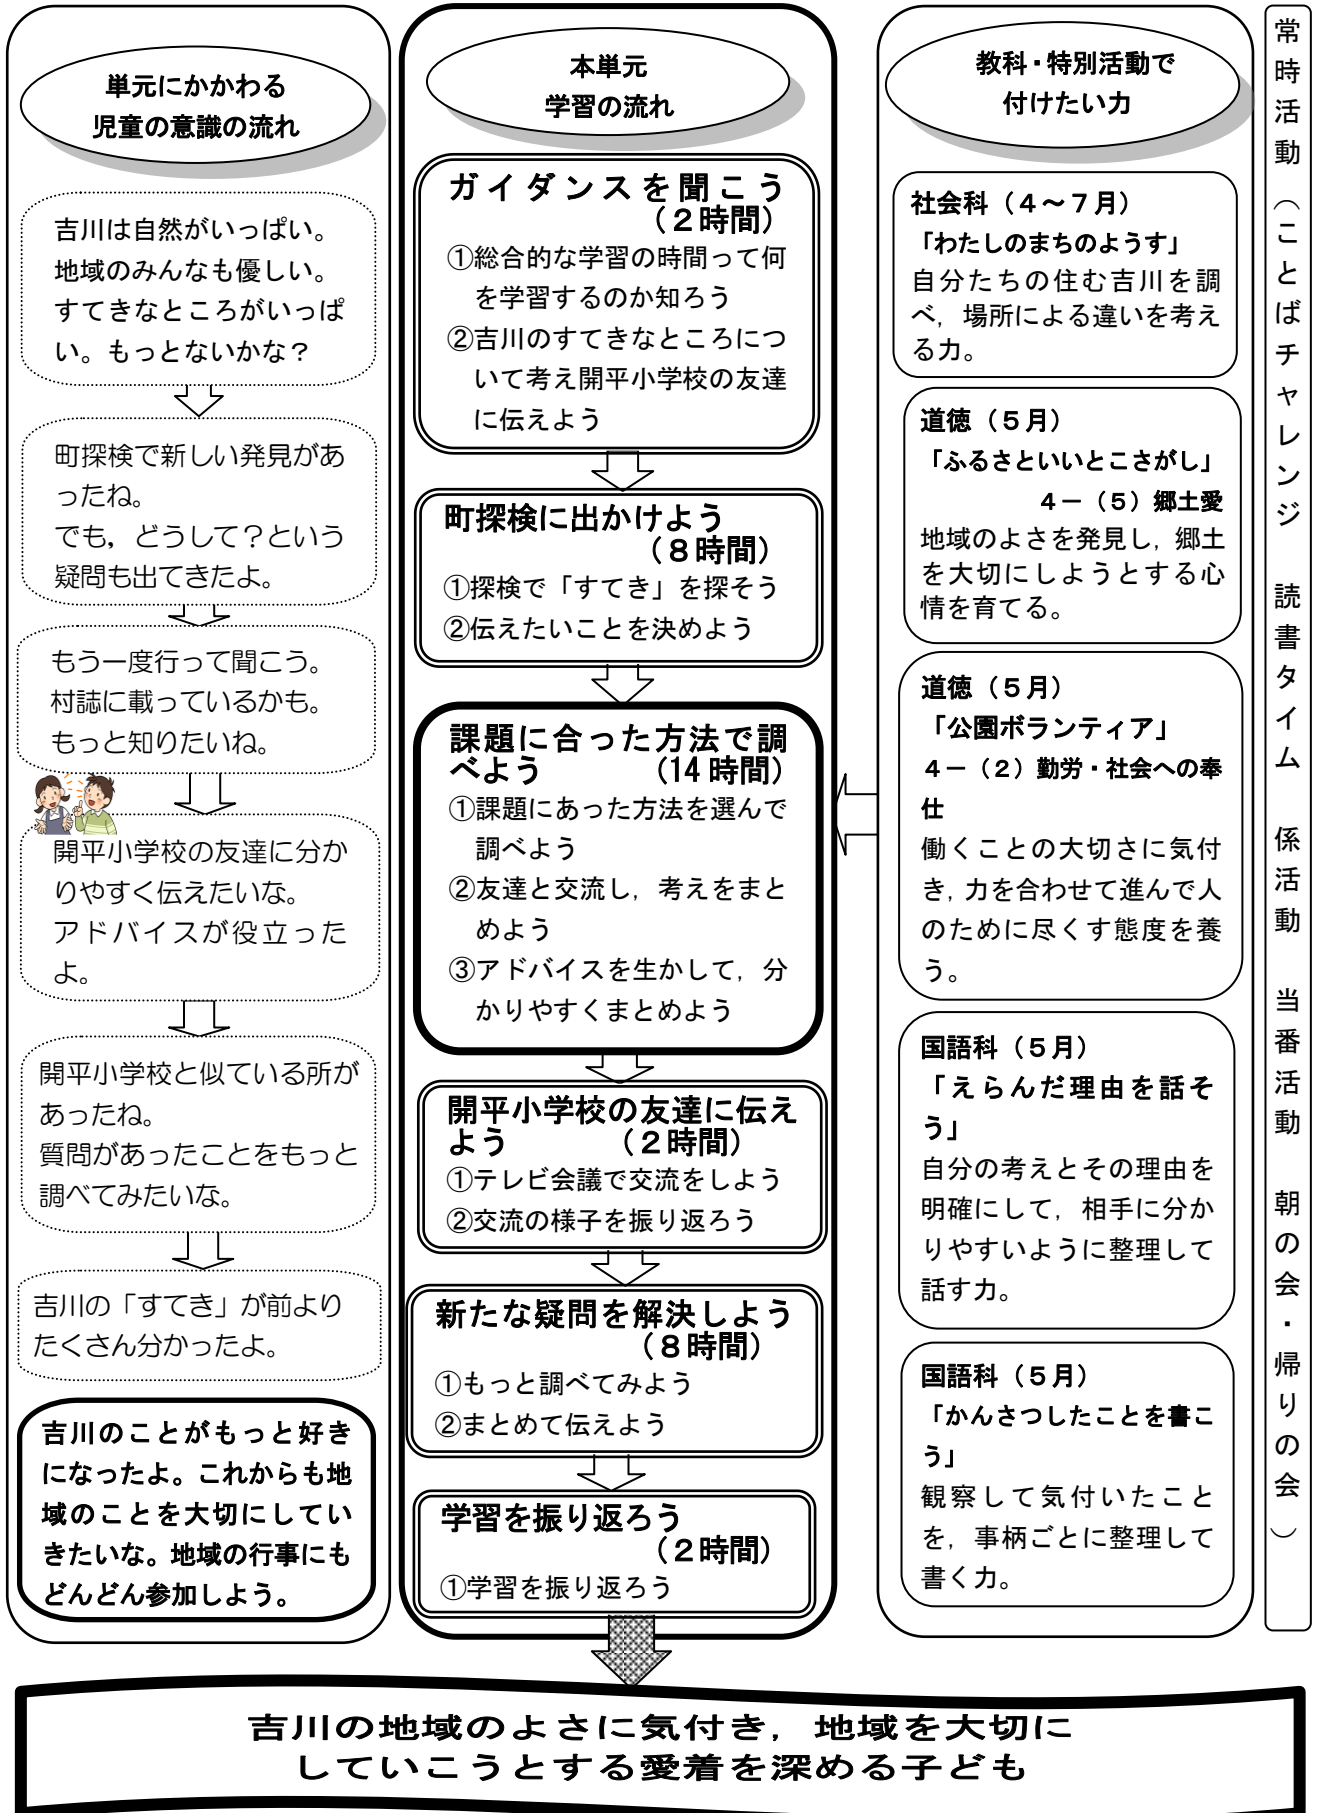 単元にかかわる
児童の意識の流れ
吉川は自然がいっぱい。
地域のみんなも優しい。
すてきなところがいっぱ
い。もっとないかな？
町探検で新しい発見があ
ったね。
でも，どうして？という
疑問も出てきたよ。
もう一度行って聞こう。
村誌に載っているかも。
もっと知りたいね。
開平小学校の友達に分か
りやすく伝えたいな。
アドバイスが役立った
よ。
開平小学校と似ている所が
あったね。
質問があったことをもっと
調べてみたいな。
吉川の「すてき」が前より
たくさん分かったよ。
吉川のことがもっと好き
になったよ。これからも地
域のことを大切にしてい
きたいな。地域の行事にも
どんどん参加しよう。
本単元
学習の流れ
ガイダンスを聞こう
（２時間）
①総合的な学習の時間って何
を学習するのか知ろう
②吉川のすてきなところにつ
いて考え開平小学校の友達
に伝えよう
町探検に出かけよう
（８時間）
①探検で「すてき」を探そう
②伝えたいことを決めよう
課題に合った方法で調
べよう　　　（14時間）
①課題にあった方法を選んで
調べよう
②友達と交流し，考えをまと
めよう
③アドバイスを生かして，分
かりやすくまとめよう
開平小学校の友達に伝え
よう　　　（２時間）
①テレビ会議で交流をしよう
②交流の様子を振り返ろう
新たな疑問を解決しよう
（８時間）
①もっと調べてみよう
②まとめて伝えよう
学習を振り返ろう
（２時間）
①学習を振り返ろう
教科・特別活動で
付けたい力
社会科（４～７月）
「わたしのまちのようす」
自分たちの住む吉川を調
べ，場所による違いを考え
る力。
道徳（５月）
「ふるさといいとこさがし」
４－（５）郷土愛
地域のよさを発見し，郷土
を大切にしようとする心
情を育てる。
道徳（５月）
「公園ボランティア」
４－（２）勤労・社会への奉
仕
働くことの大切さに気付
き，力を合わせて進んで人
のために尽くす態度を養
う。
国語科（５月）
「えらんだ理由を話そ
う」
自分の考えとその理由を
明確にして，相手に分か
りやすいように整理して
話す力。
国語科（５月）
「かんさつしたことを書こ
う」
観察して気付いたこと
を，事柄ごとに整理して
書く力。
常時活動（ことばチャレンジ　読書タイム　係活動　当番活動　朝の会・帰りの会）
吉川の地域のよさに気付き，地域を大切に
していこうとする愛着を深める子ども